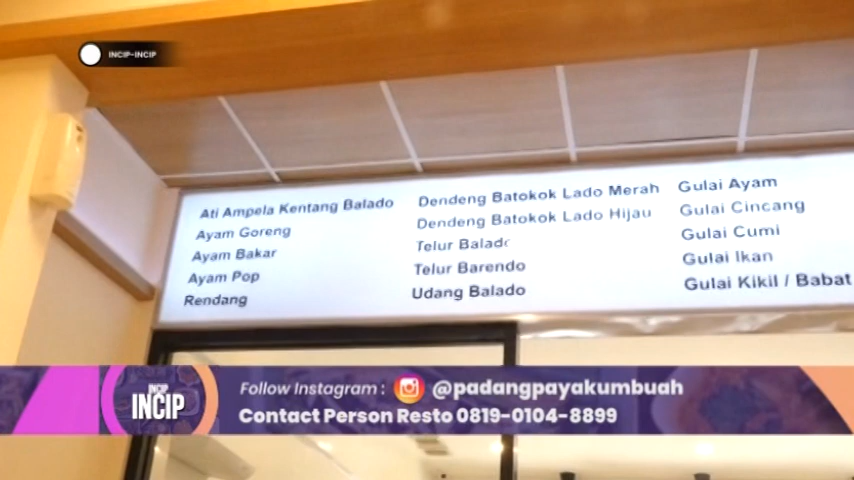 INCIP-INCIP
Ati Ampela Kentang Balado
Ayam Goreng
Ayam Bakar
Ayam Pop
Rendang
Dendeng Batokok Lado Merah
Dendeng Batokok Lado Hijau
Telur Balado
Telur Barendo
Udang Balado
Gulai Ayam
Gulai Cincang
Gulai Cumi
Gulai Ikan
Gulai Kikil / Babat
INCIP
INCIP
Follow Instagram : @padangpayakumbuah
Contact Person Resto 0819-0104-8899